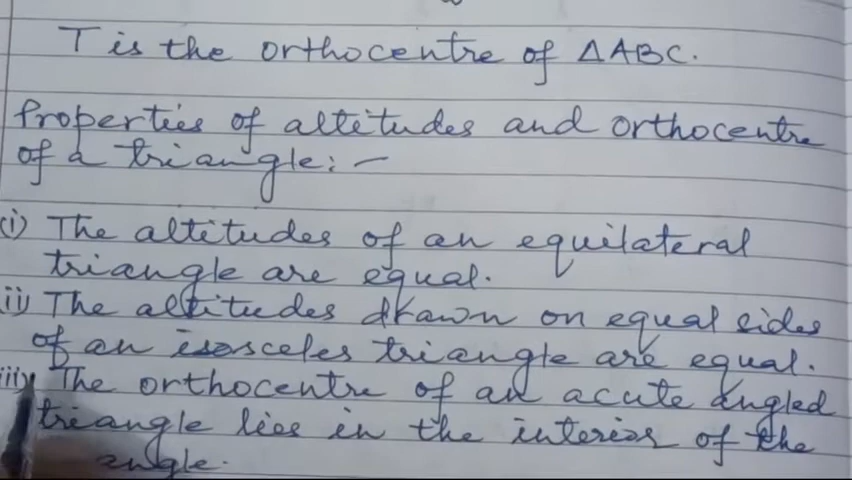 T is the orthocentre of ΔABC.
Properties of altitudes and orthocentre
of a triangle: -
(i) The altitudes of an equilateral
triangle are equal.
(ii) The altitudes drawn on equal sides
of an isosceles triangle are equal.
(iii) The orthocentre of an acute angled
triangle lies in the interior of the
angle.